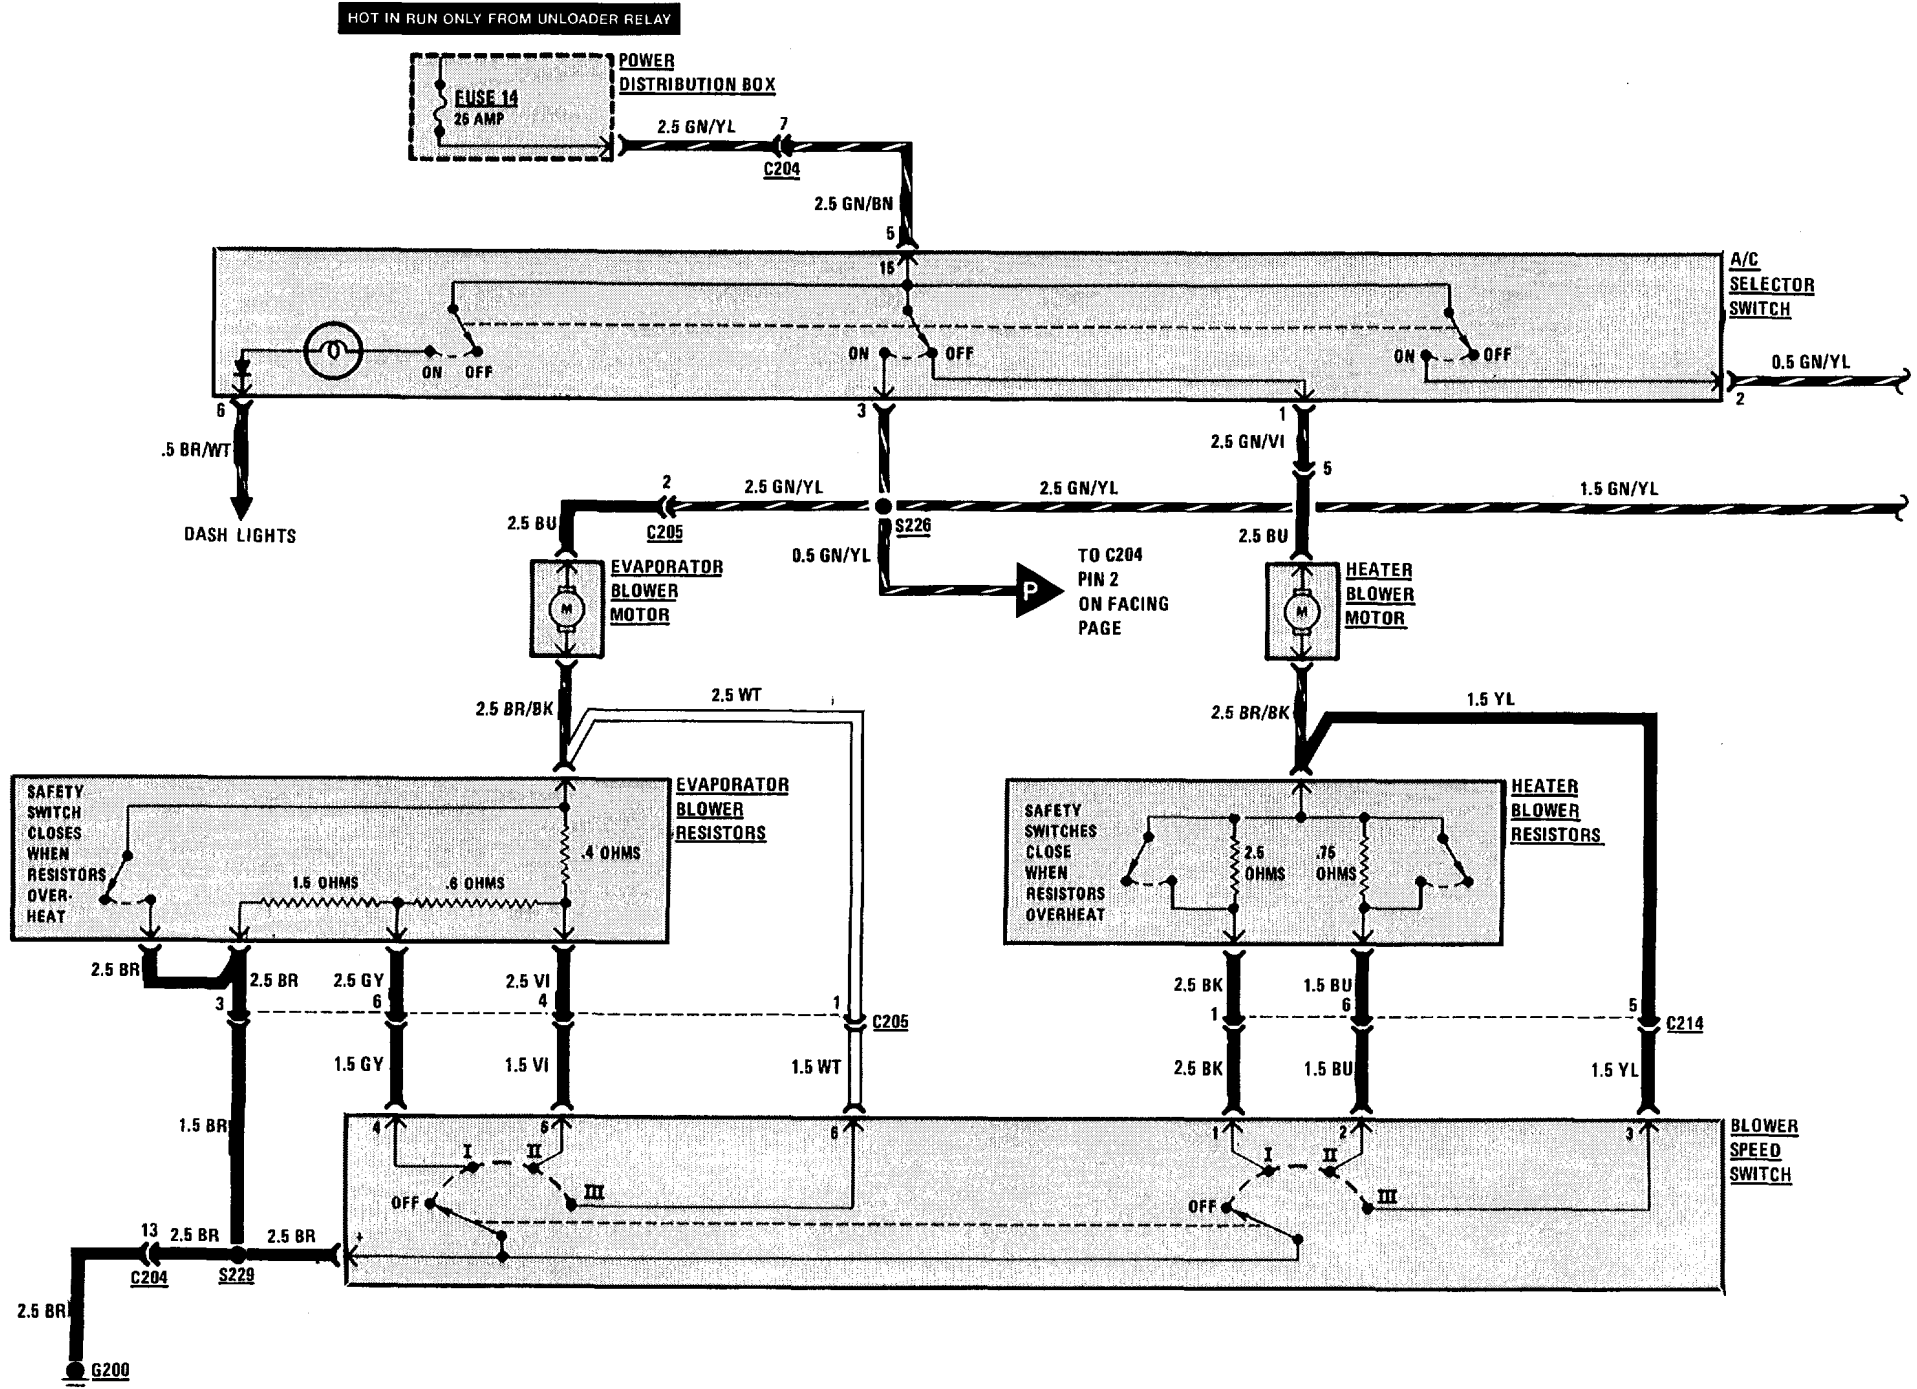 HOT IN RUN ONLY FROM UNLOADER RELAY
POWER
DISTRIBUTION BOX
FUSE 14
25 AMP
2.5 GN/YL
7
C204
2.5 GN/BN
5
15
A/C
SELECTOR
SWITCH
ON
OFF
ON
OFF
ON
OFF
0.5 GN/YL
2
6
3
1
.5 BR/WT
2.5 GN/VI
5
DASH LIGHTS
2
2.5 GN/YL
2.5 GN/YL
1.5 GN/YL
2.5 BU
C205
S226
2.5 BU
0.5 GN/YL
P
TO C204
PIN 2
ON FACING
PAGE
EVAPORATOR
BLOWER
MOTOR
M
HEATER
BLOWER
MOTOR
M
2.5 BR/BK
2.5 WT
2.5 BR/BK
1.5 YL
SAFETY
SWITCH
CLOSES
WHEN
RESISTORS
OVER-
HEAT
EVAPORATOR
BLOWER
RESISTORS
.4 OHMS
1.5 OHMS
.6 OHMS
SAFETY
SWITCHES
CLOSE
WHEN
RESISTORS
OVERHEAT
2.5
OHMS
.75
OHMS
HEATER
BLOWER
RESISTORS
2.5 BR
2.5 BR
2.5 GY
2.5 VI
3
6
4
1
C205
2.5 BK
1.5 BU
1
6
5
C214
1.5 GY
1.5 VI
1.5 WT
2.5 BK
1.5 BU
1.5 YL
1.5 BR
4
5
6
1
2
3
BLOWER
SPEED
SWITCH
I
II
III
OFF
I
II
III
OFF
13
2.5 BR
2.5 BR
+
C204
S229
2.5 BR
G200